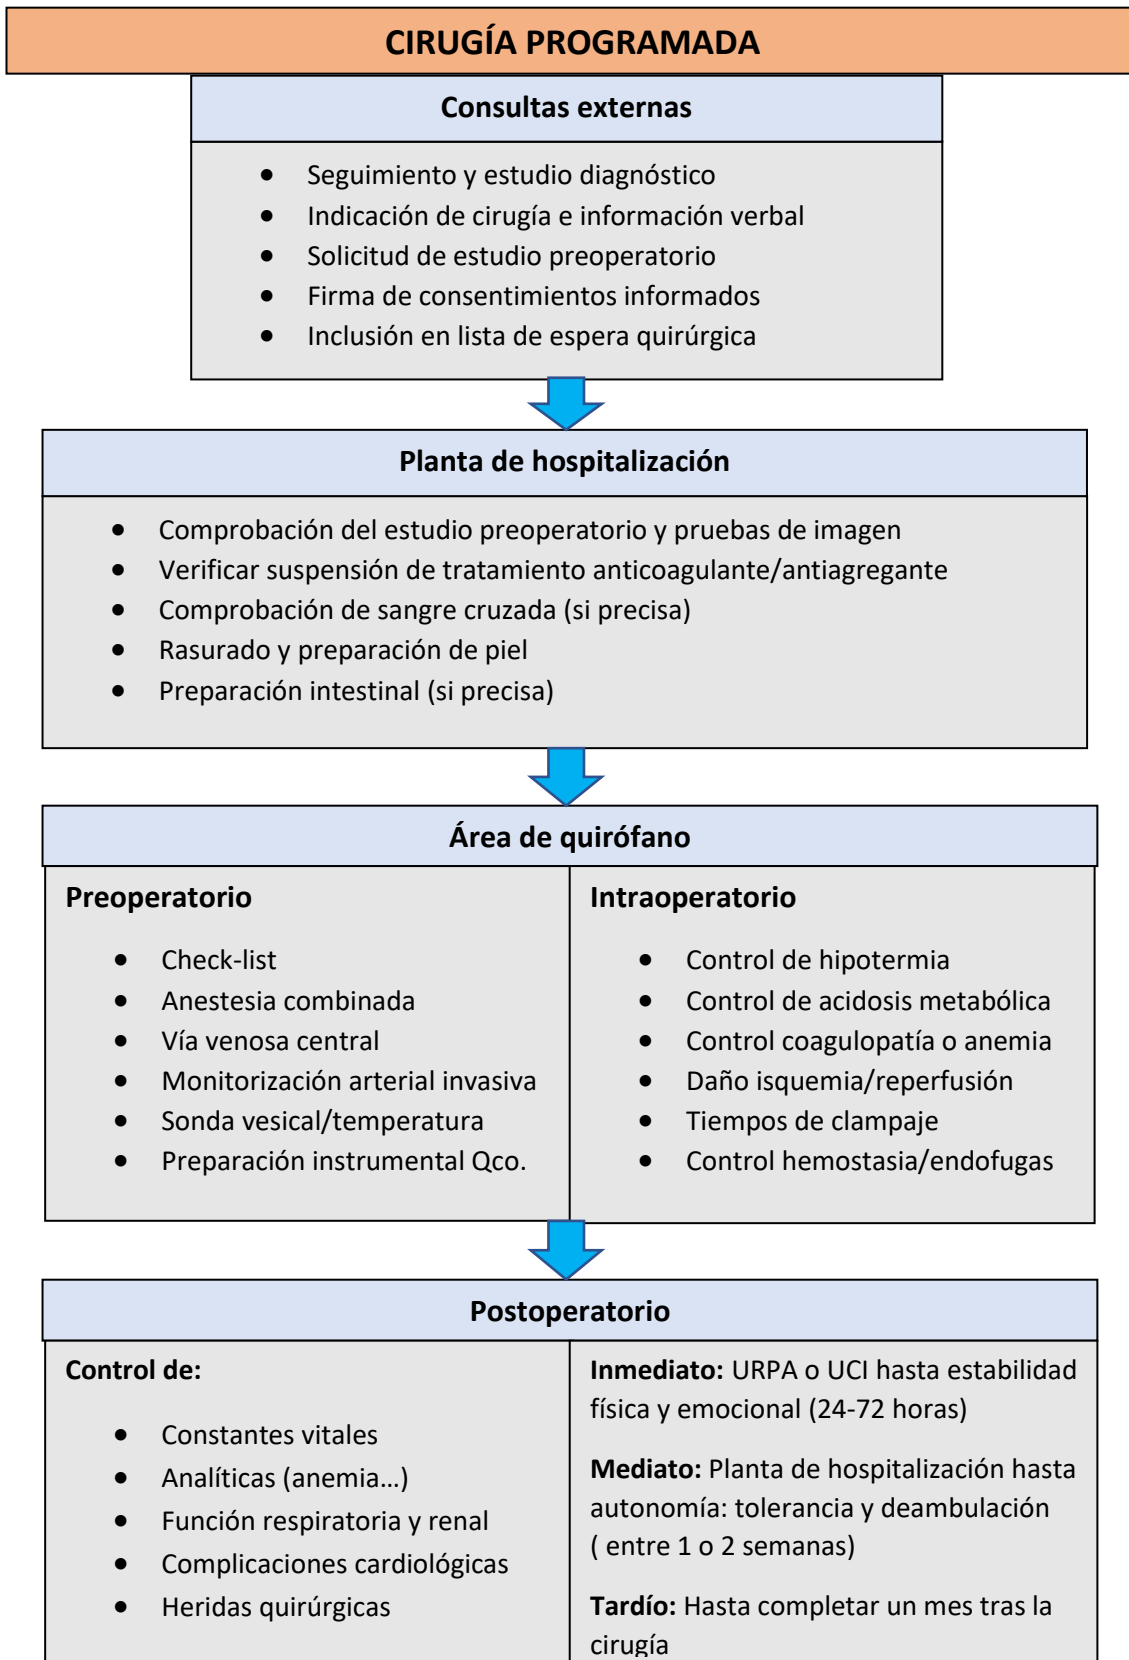 CIRUGÍA PROGRAMADA
Consultas externas
• Seguimiento y estudio diagnóstico
• Indicación de cirugía e información verbal
• Solicitud de estudio preoperatorio
• Firma de consentimientos informados
• Inclusión en lista de espera quirúrgica
Planta de hospitalización
• Comprobación del estudio preoperatorio y pruebas de imagen
• Verificar suspensión de tratamiento anticoagulante/antiagregante
• Comprobación de sangre cruzada (si precisa)
• Rasurado y preparación de piel
• Preparación intestinal (si precisa)
Área de quirófano
Preoperatorio
• Check-list
• Anestesia combinada
• Vía venosa central
• Monitorización arterial invasiva
• Sonda vesical/temperatura
• Preparación instrumental Qco.
Intraoperatorio
• Control de hipotermia
• Control de acidosis metabólica
• Control coagulopatía o anemia
• Daño isquemia/reperfusión
• Tiempos de clampaje
• Control hemostasia/endofugas
Postoperatorio
Control de:
• Constantes vitales
• Analíticas (anemia…)
• Función respiratoria y renal
• Complicaciones cardiológicas
• Heridas quirúrgicas
Inmediato: URPA o UCI hasta estabilidad
física y emocional (24-72 horas)
Mediato: Planta de hospitalización hasta
autonomía: tolerancia y deambulación
( entre 1 o 2 semanas)
Tardío: Hasta completar un mes tras la
cirugía